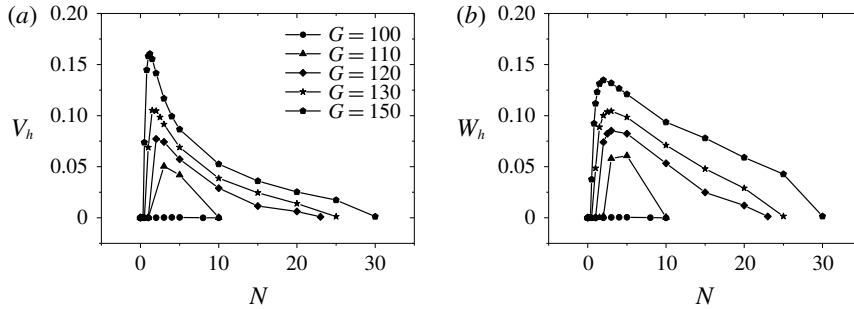 (a)
0.20
0.15
0.10
0.05
0
V_h
0 10 20 30
N
G = 100
G = 110
G = 120
G = 130
G = 150
(b)
0.20
0.15
0.10
0.05
0
W_h
0 10 20 30
N